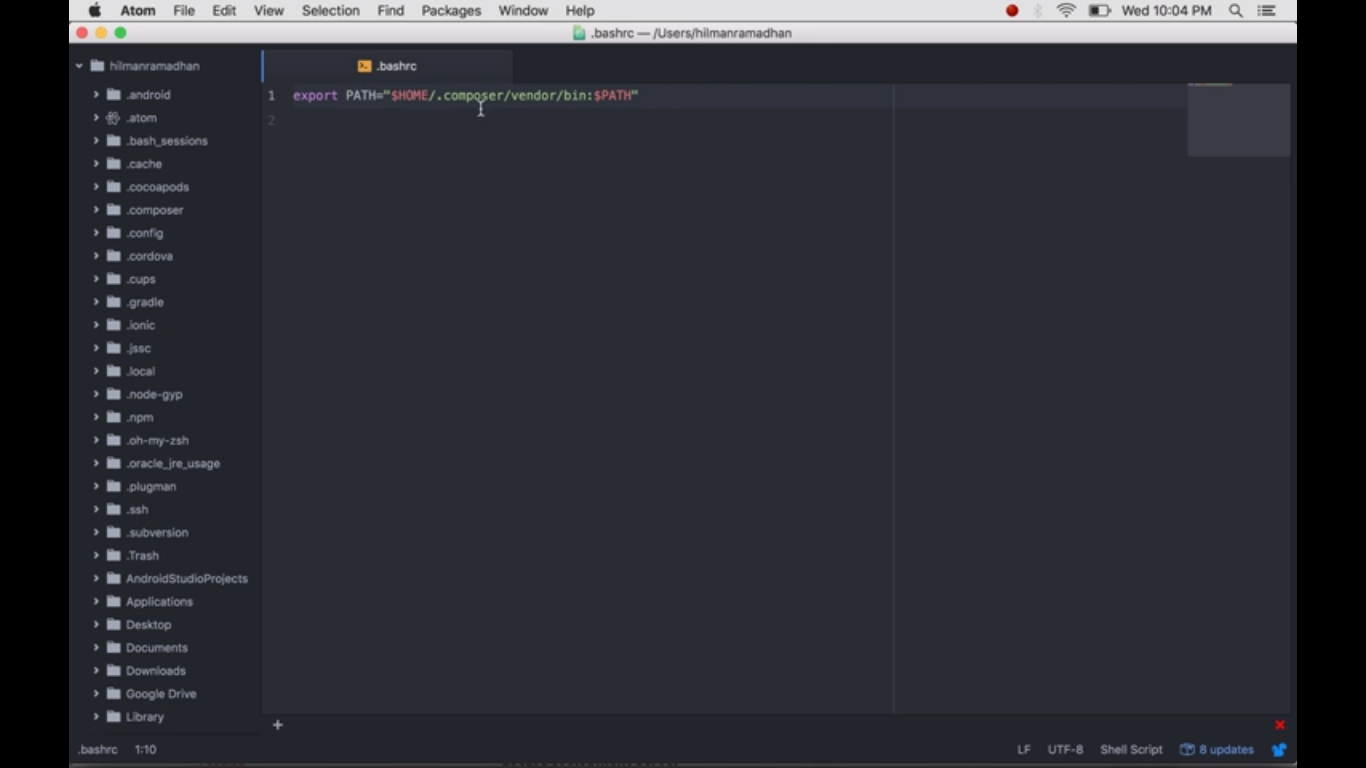 Atom File Edit View Selection Find Packages Window Help Wed 10:04 PM
.bashrc — /Users/hilmanramadhan
hilmanramadhan
.android
.atom
.bash_sessions
.cache
.cocoapods
.composer
.config
.cordova
.cups
.gradle
.ionic
.jssc
.local
.node-gyp
.npm
.oh-my-zsh
.oracle_jre_usage
.plugman
.ssh
.subversion
.Trash
AndroidStudioProjects
Applications
Desktop
Documents
Downloads
Google Drive
Library
.bashrc
1 export PATH="$HOME/.composer/vendor/bin:$PATH"
2
+
.bashrc 1:10 LF UTF-8 Shell Script 8 updates